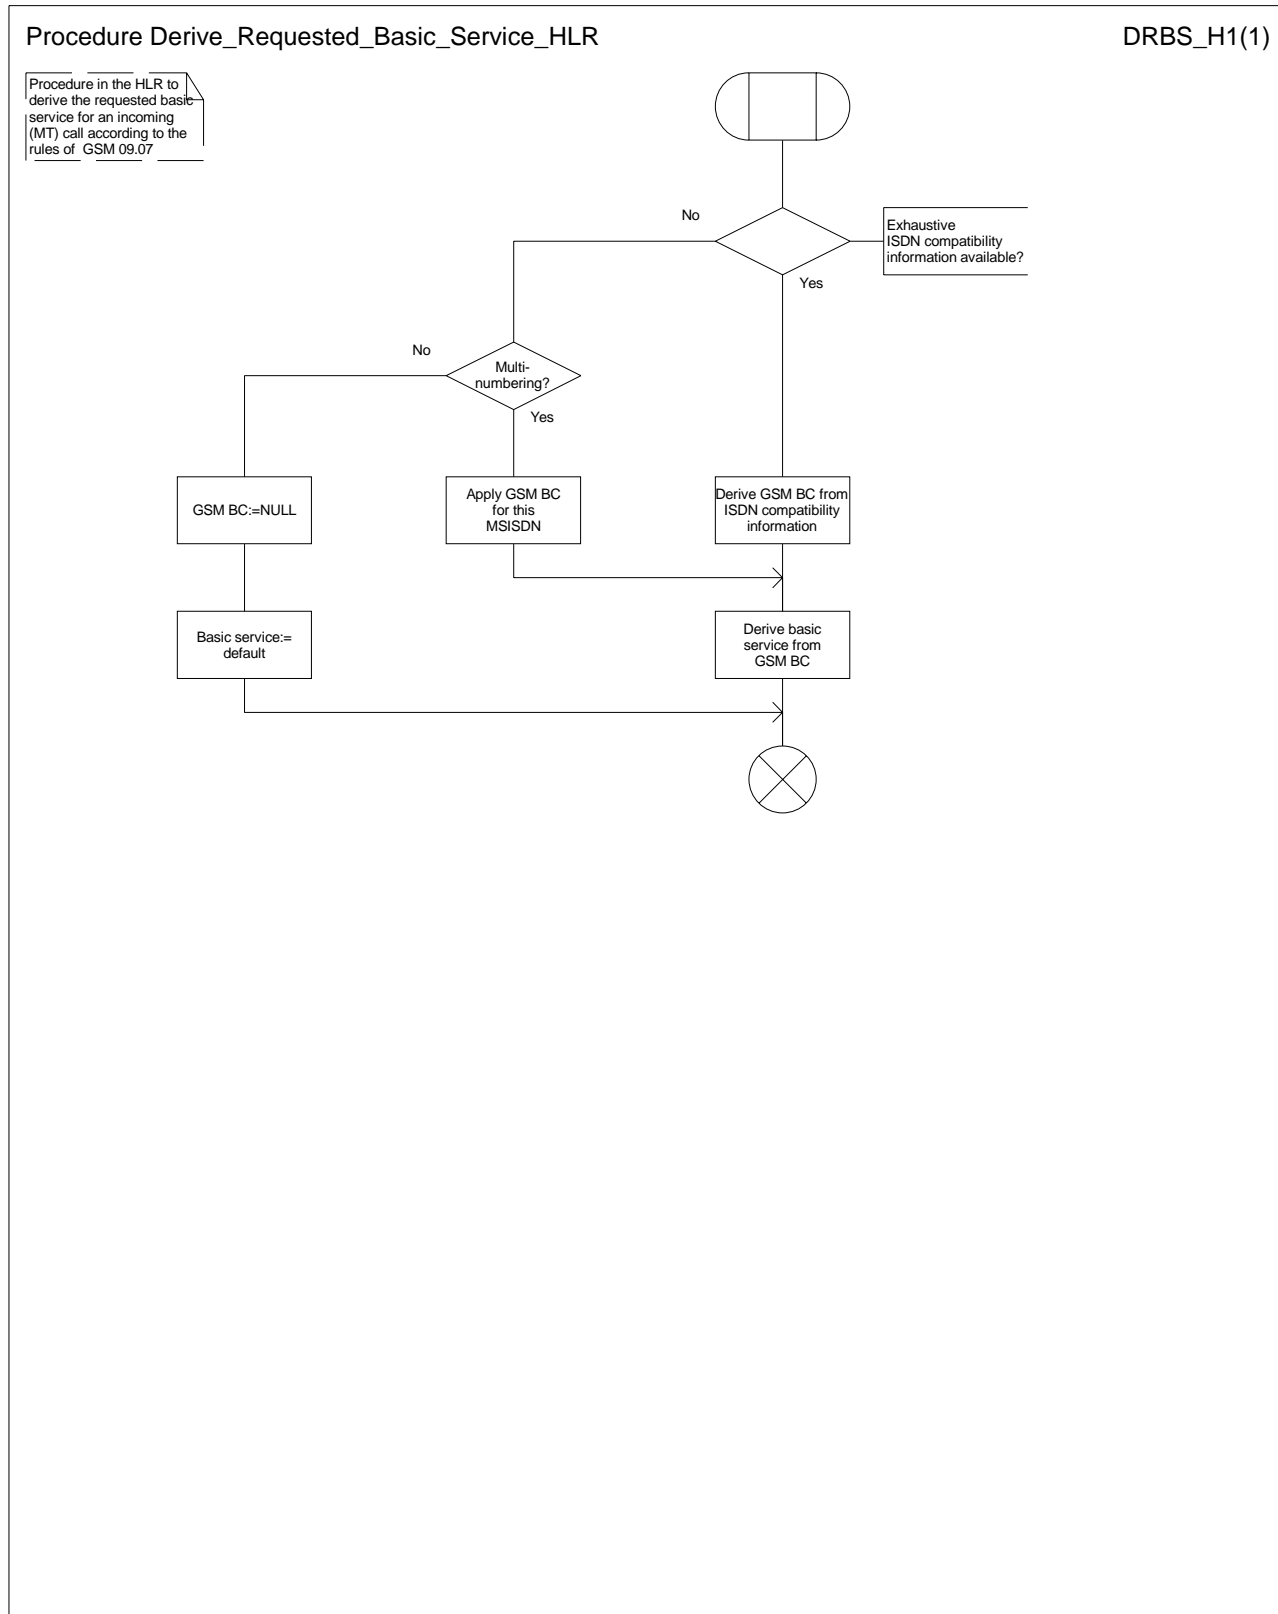 Procedure Derive_Requested_Basic_Service_HLR
DRBS_H1(1)
Procedure in the HLR to
derive the requested basic
service for an incoming
(MT) call according to the
rules of  GSM 09.07
No
Exhaustive
ISDN compatibility
information available?
Yes
No
Multi-
numbering?
Yes
GSM BC:=NULL
Apply GSM BC
for this
MSISDN
Derive GSM BC from
ISDN compatibility
information
Basic service:=
default
Derive basic
service from
GSM BC